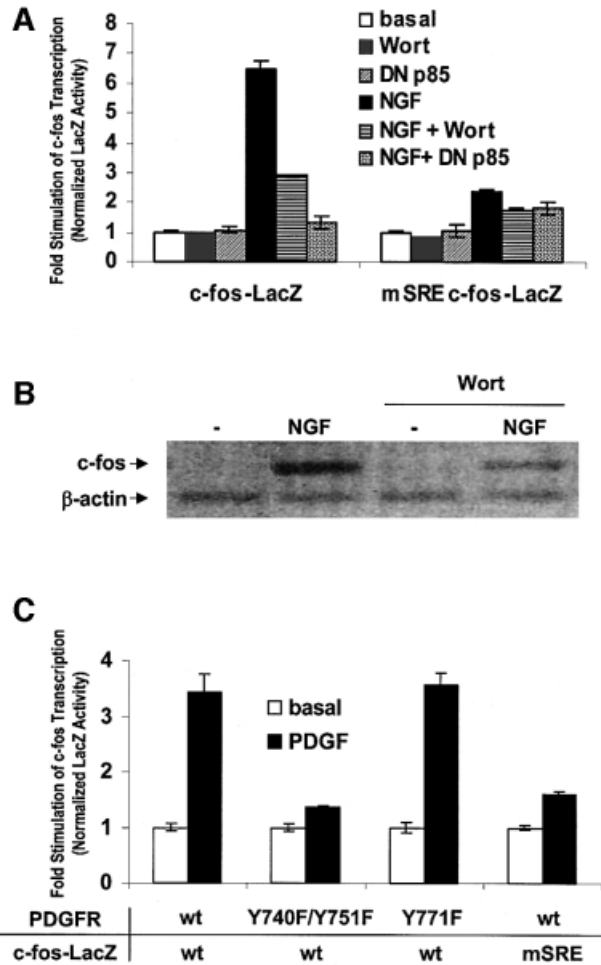 A
Fold Stimulation of c-fos Transcription
(Normalized LacZ Activity)
8
7
6
5
4
3
2
1
0
basal
Wort
DN p85
NGF
NGF + Wort
NGF+ DN p85
c-fos-LacZ
mSRE c-fos-LacZ
B
Wort
- NGF - NGF
c-fos
β-actin
C
Fold Stimulation of c-fos Transcription
(Normalized LacZ Activity)
4
3
2
1
0
basal
PDGF
PDGFR wt Y740F/Y751F Y771F wt
c-fos-LacZ wt wt wt mSRE